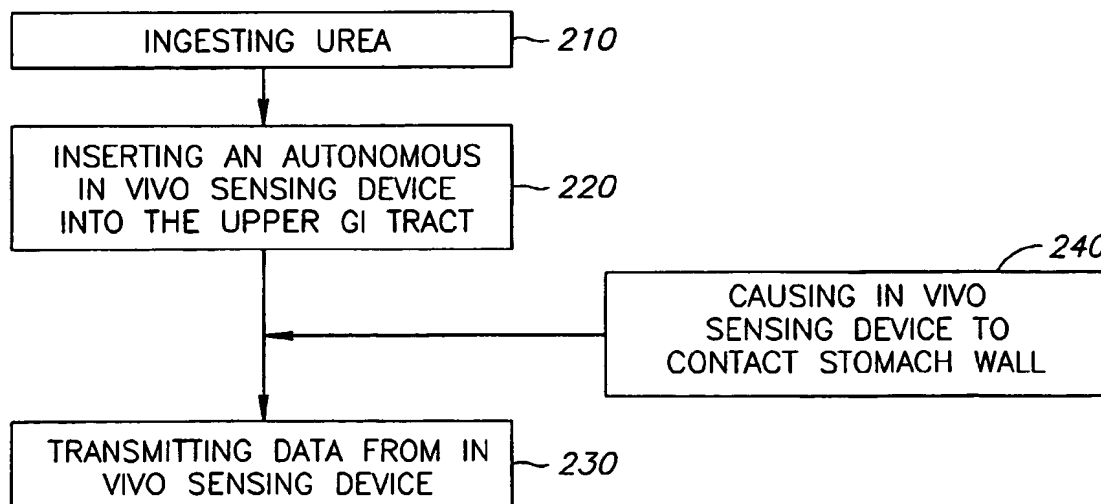 INGESTING UREA
210
INSERTING AN AUTONOMOUS
IN VIVO SENSING DEVICE
INTO THE UPPER GI TRACT
220
240
CAUSING IN VIVO
SENSING DEVICE TO
CONTACT STOMACH WALL
TRANSMITTING DATA FROM IN
VIVO SENSING DEVICE
230